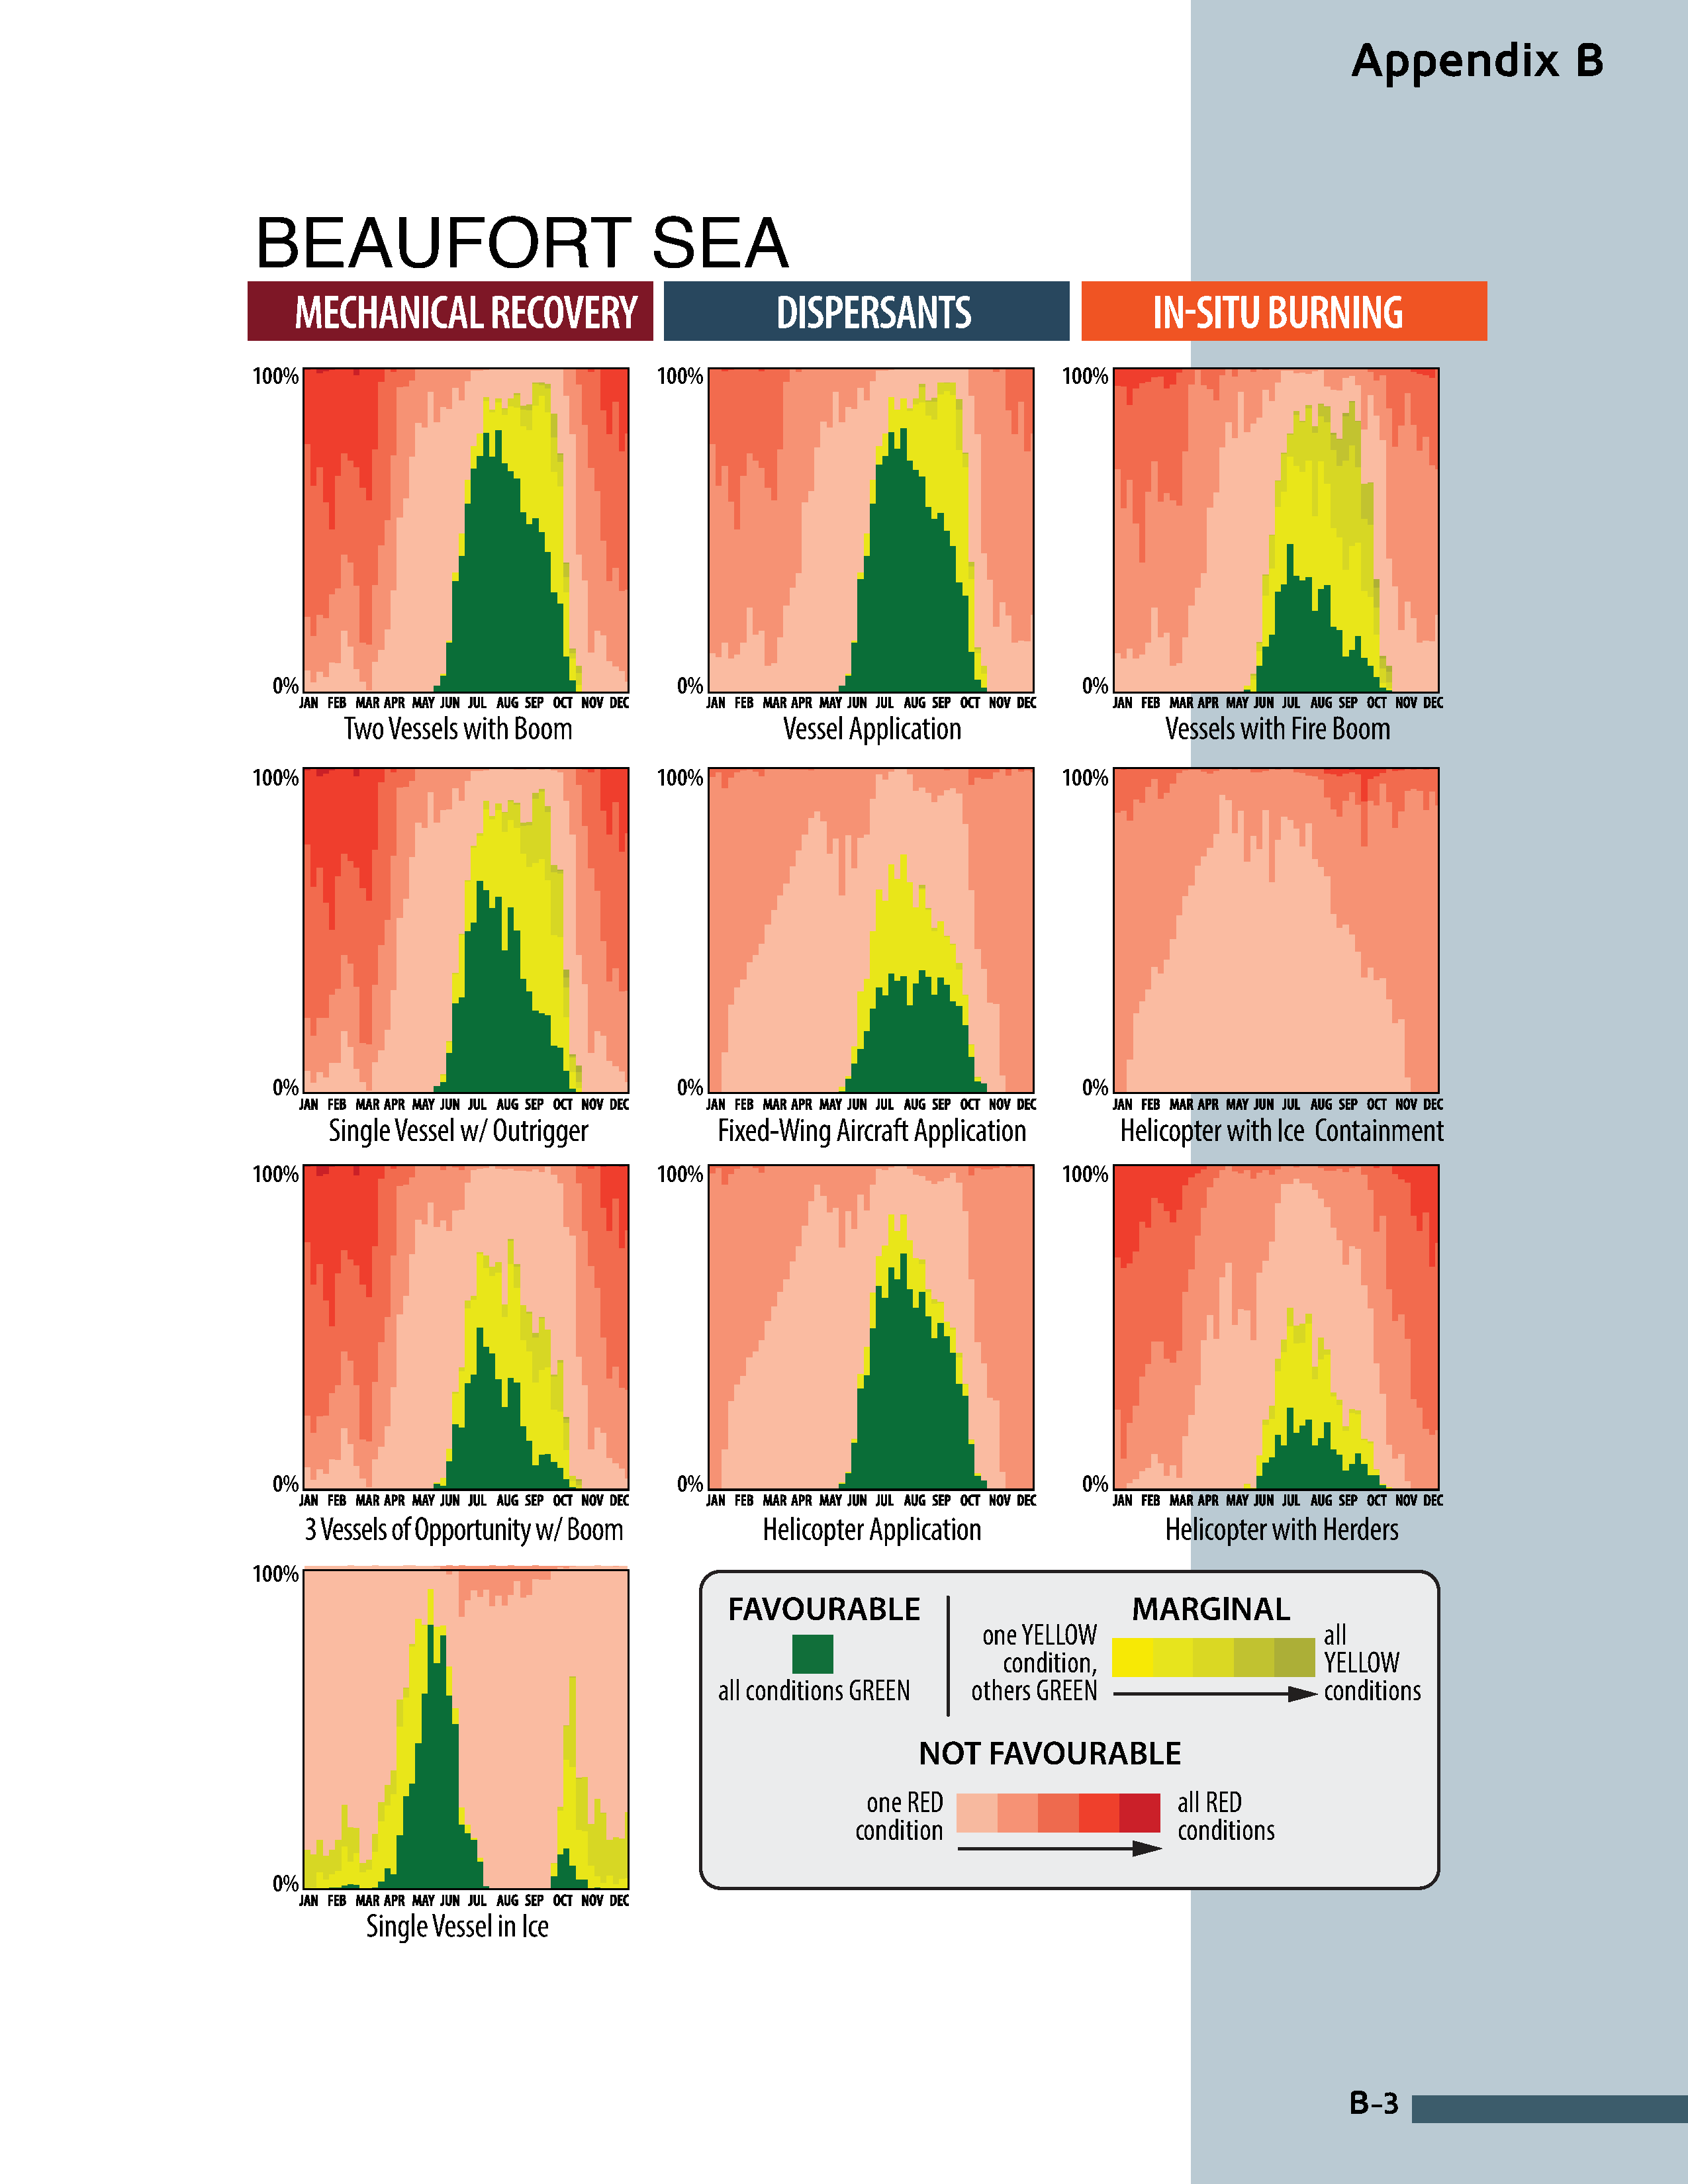 Appendix B
BEAUFORT SEA
MECHANICAL RECOVERY
DISPERSANTS
IN-SITU BURNING
100%
0%
JAN FEB MAR APR MAY JUN JUL AUG SEP OCT NOV DEC
Two Vessels with Boom
100%
0%
JAN FEB MAR APR MAY JUN JUL AUG SEP OCT NOV DEC
Vessel Application
100%
0%
JAN FEB MAR APR MAY JUN JUL AUG SEP OCT NOV DEC
Vessels with Fire Boom
100%
0%
JAN FEB MAR APR MAY JUN JUL AUG SEP OCT NOV DEC
Single Vessel w/ Outrigger
100%
0%
JAN FEB MAR APR MAY JUN JUL AUG SEP OCT NOV DEC
Fixed-Wing Aircraft Application
100%
0%
JAN FEB MAR APR MAY JUN JUL AUG SEP OCT NOV DEC
Helicopter with Ice Containment
100%
0%
JAN FEB MAR APR MAY JUN JUL AUG SEP OCT NOV DEC
3 Vessels of Opportunity w/ Boom
100%
0%
JAN FEB MAR APR MAY JUN JUL AUG SEP OCT NOV DEC
Helicopter Application
100%
0%
JAN FEB MAR APR MAY JUN JUL AUG SEP OCT NOV DEC
Helicopter with Herders
100%
0%
JAN FEB MAR APR MAY JUN JUL AUG SEP OCT NOV DEC
Single Vessel in Ice
FAVOURABLE
all conditions GREEN
MARGINAL
one YELLOW
condition,
others GREEN
all
YELLOW
conditions
NOT FAVOURABLE
one RED
condition
all RED
conditions
B-3